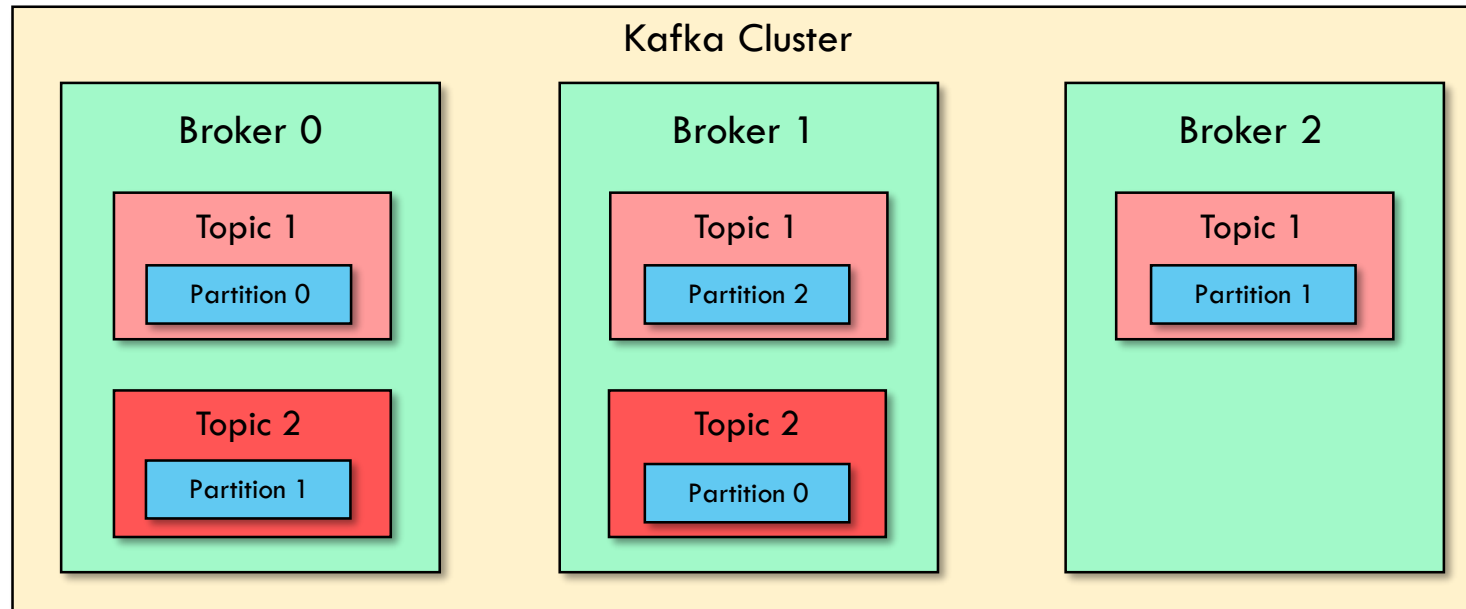 Kafka Cluster
Broker 0
Topic 1
Partition 0
Topic 2
Partition 1
Broker 1
Topic 1
Partition 2
Topic 2
Partition 0
Broker 2
Topic 1
Partition 1